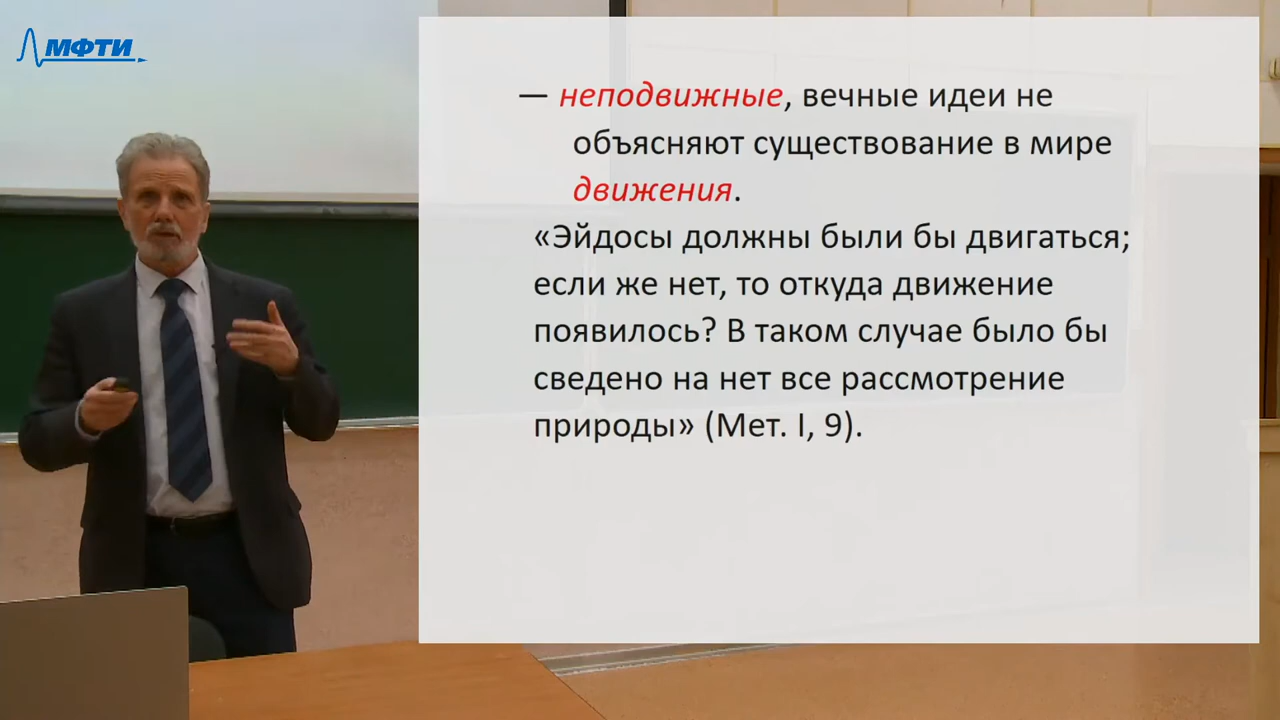 МФТИ
— неподвижные, вечные идеи не
объясняют существование в мире
движения.
«Эйдосы должны были бы двигаться;
если же нет, то откуда движение
появилось? В таком случае было бы
сведено на нет все рассмотрение
природы» (Мет. I, 9).